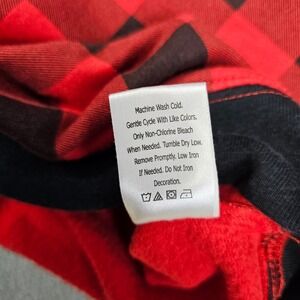 Machine Wash Cold.
Gentle Cycle With Like Colors.
Only Non-Chlorine Bleach
When Needed. Tumble Dry Low.
Remove Promptly. Low Iron
If Needed. Do Not Iron
Decoration.